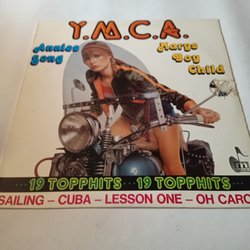 Y.M.C.A.
Annies Song
Marys Boy Child
19 TOPPHITS 19 TOPPHITS
SAILING – CUBA – LESSON ONE – OH CARO